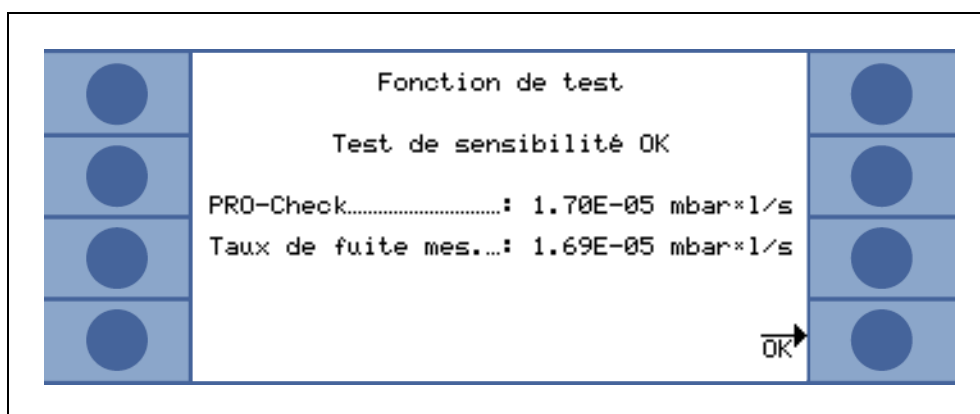 Fonction de test
Test de sensibilité OK
PRO-Check..............................: 1.70E-05 mbar*l/s
Taux de fuite mes....: 1.69E-05 mbar*l/s
OK